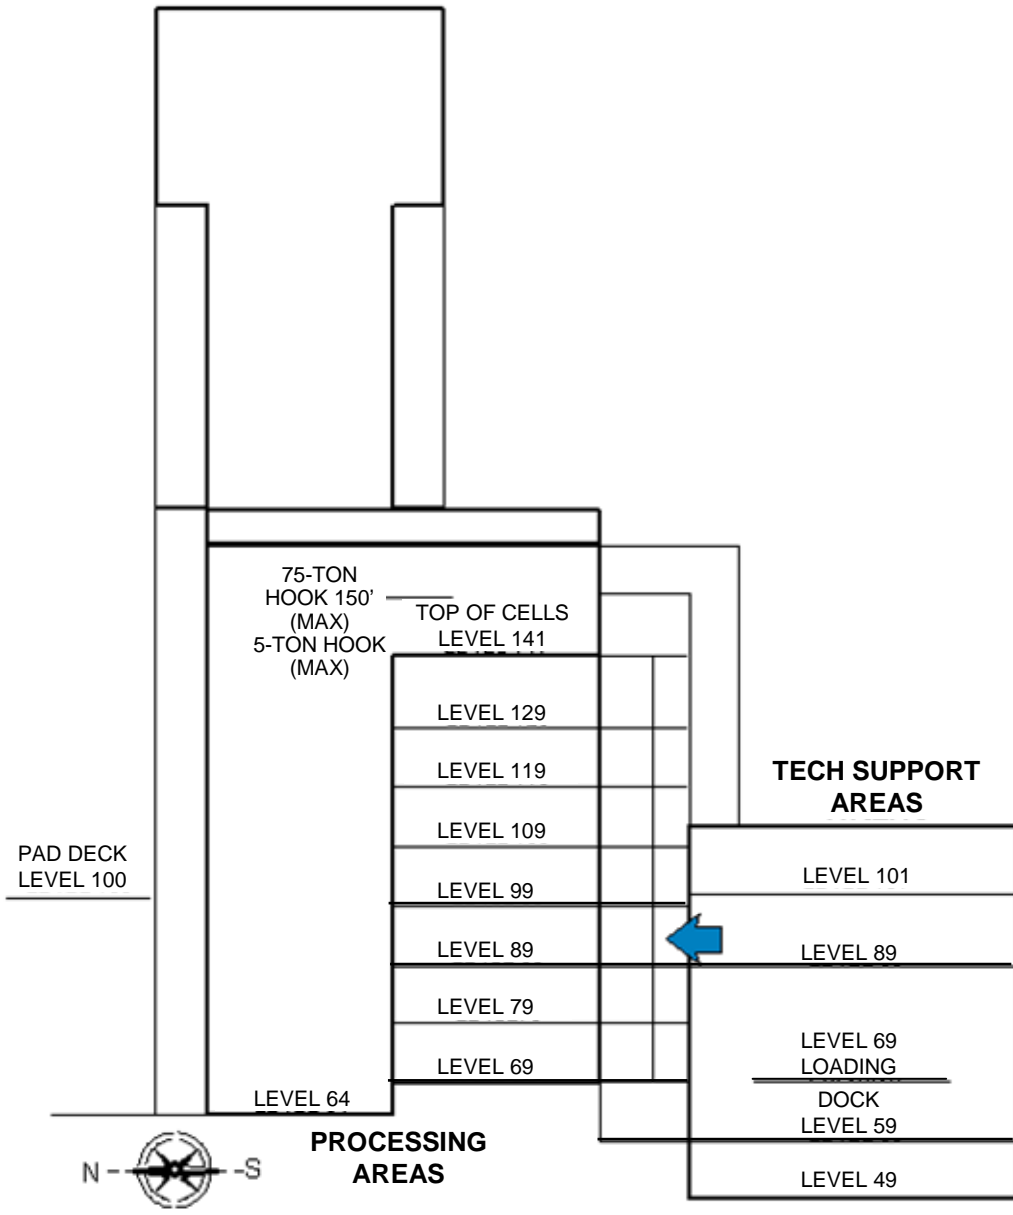 75-TON
HOOK 150'
(MAX)
5-TON HOOK
(MAX)
TOP OF CELLS
LEVEL 141
LEVEL 129
LEVEL 119
LEVEL 109
LEVEL 99
LEVEL 89
LEVEL 79
LEVEL 69
LEVEL 64
PROCESSING
AREAS
PAD DECK
LEVEL 100
TECH SUPPORT
AREAS
LEVEL 101
LEVEL 89
LEVEL 69
LOADING
DOCK
LEVEL 59
LEVEL 49
N
S